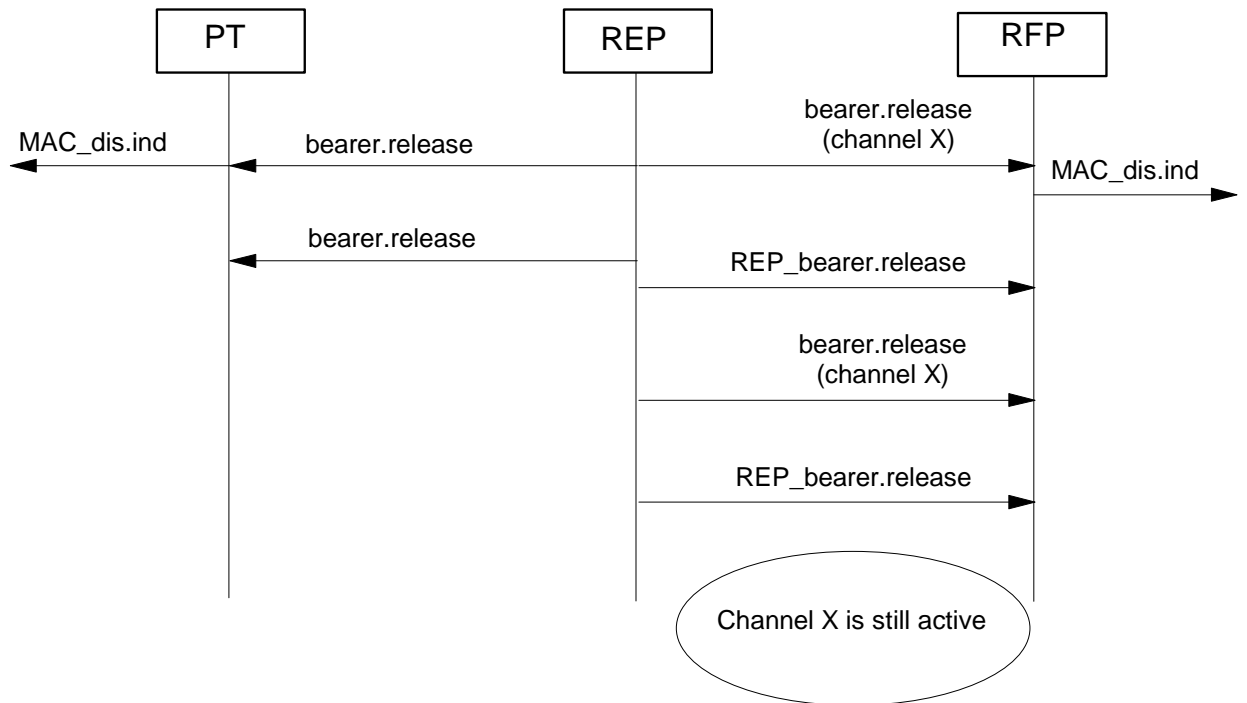 PT
REP
RFP
bearer.release
(channel X)
MAC_dis.ind
bearer.release
MAC_dis.ind
bearer.release
REP_bearer.release
bearer.release
(channel X)
REP_bearer.release
Channel X is still active